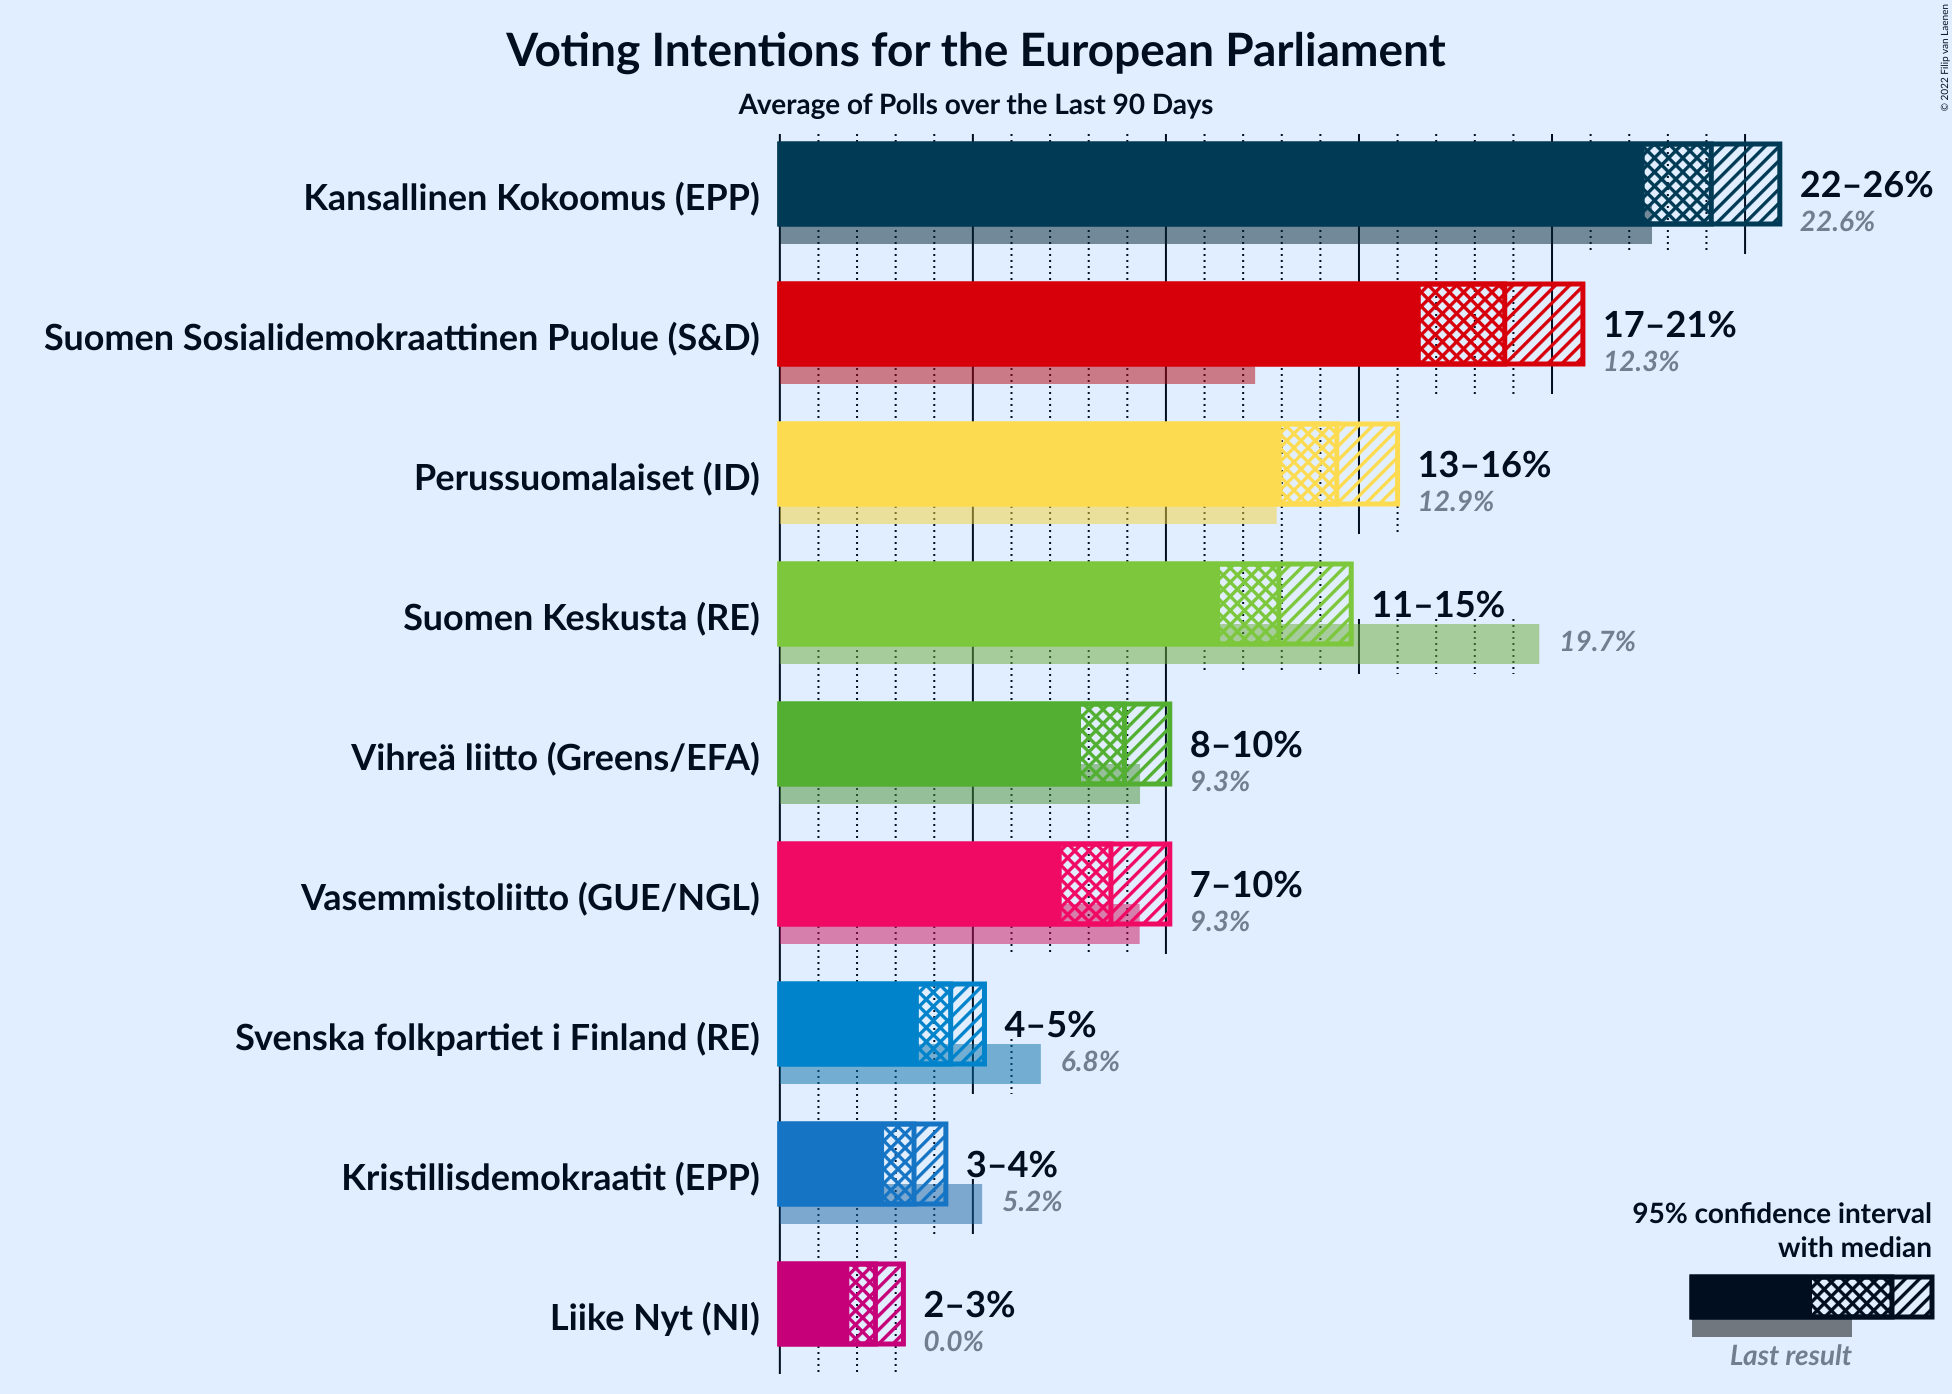 Voting Intentions for the European Parliament
Average of Polls over the Last 90 Days
© 2022 Filip van Laenen
Kansallinen Kokoomus (EPP)
22–26%
22.6%
Suomen Sosialidemokraattinen Puolue (S&D)
17–21%
12.3%
Perussuomalaiset (ID)
13–16%
12.9%
Suomen Keskusta (RE)
11–15%
19.7%
Vihreä liitto (Greens/EFA)
8–10%
9.3%
Vasemmistoliitto (GUE/NGL)
7–10%
9.3%
Svenska folkpartiet i Finland (RE)
4–5%
6.8%
Kristillisdemokraatit (EPP)
3–4%
5.2%
Liike Nyt (NI)
2–3%
0.0%
95% confidence interval
with median
Last result